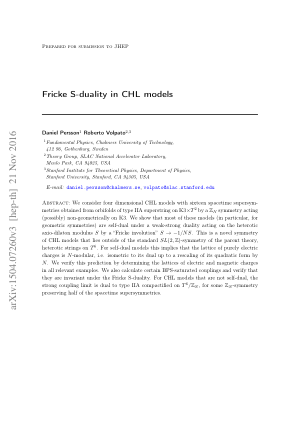 PREPARED FOR SUBMISSION TO JHEP
Fricke S-duality in CHL models
Daniel Persson1 Roberto Volpato2,3
1Fundamental Physics, Chalmers University of Technology,
412 96, Gothenburg, Sweden
2Theory Group, SLAC National Accelerator Laboratory,
Menlo Park, CA 94025, USA
3Stanford Institute for Theoretical Physics, Department of Physics,
Stanford University, Stanford, CA 94305, USA
E-mail: daniel.persson@chalmers.se, volpato@slac.stanford.edu
ABSTRACT: We consider four dimensional CHL models with sixteen spacetime supersym-
metries obtained from orbifolds of type IIA superstring on K3×T2 by a ZN symmetry acting
(possibly) non-geometrically on K3. We show that most of these models (in particular, for
geometric symmetries) are self-dual under a weak-strong duality acting on the heterotic
axio-dilaton modulus S by a "Fricke involution" S → −1/NS. This is a novel symmetry
of CHL models that lies outside of the standard SL(2,Z)-symmetry of the parent theory,
heterotic strings on T6. For self-dual models this implies that the lattice of purely electric
charges is N-modular, i.e. isometric to its dual up to a rescaling of its quadratic form by
N. We verify this prediction by determining the lattices of electric and magnetic charges
in all relevant examples. We also calculate certain BPS-saturated couplings and verify that
they are invariant under the Fricke S-duality. For CHL models that are not self-dual, the
strong coupling limit is dual to type IIA compactified on T6/ZN, for some ZN-symmetry
preserving half of the spacetime supersymmetries.
arXiv:1504.07260v3 [hep-th] 21 Nov 2016